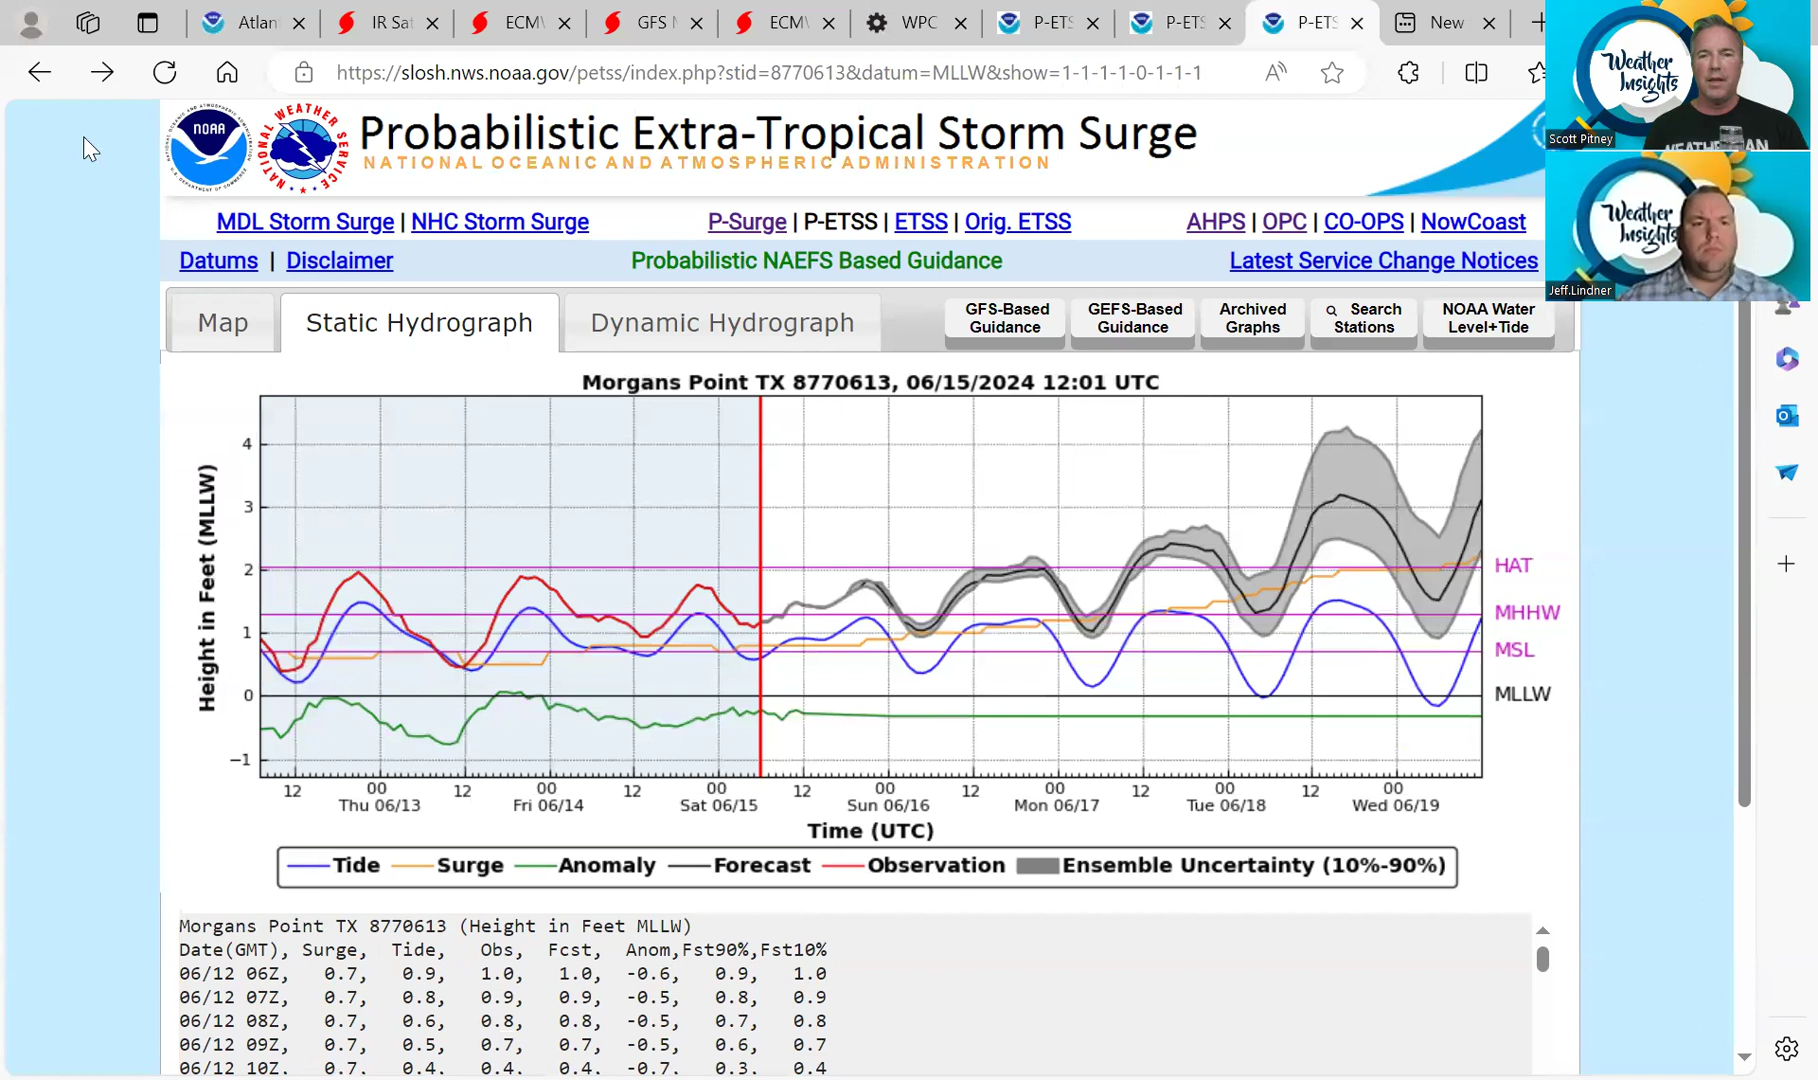 Atlan
IR Sat
ECMW
GFS M
ECMW
WPC
P-ETS
P-ETS
P-ETS
New
https://slosh.nws.noaa.gov/petss/index.php?stid=8770613&datum=MLLW&show=1-1-1-1-0-1-1-1
Weather
Insights
Scott Pitney
Weather
Insights
Jeff.Lindner
NOAA
Probabilistic Extra-Tropical Storm Surge
NATIONAL OCEANIC AND ATMOSPHERIC ADMINISTRATION
MDL Storm Surge | NHC Storm Surge
P-Surge | P-ETSS | ETSS | Orig. ETSS
AHPS | OPC | CO-OPS | NowCoast
Datums | Disclaimer
Probabilistic NAEFS Based Guidance
Latest Service Change Notices
Map
Static Hydrograph
Dynamic Hydrograph
GFS-Based
Guidance
GEFS-Based
Guidance
Archived
Graphs
Search
Stations
NOAA Water
Level+Tide
Morgans Point TX 8770613, 06/15/2024 12:01 UTC
Height in Feet (MLLW)
4
3
2
1
0
−1
HAT
MHHW
MSL
MLLW
12 00 12 00 12 00 12 00 12 00 12 00 12 00
Thu 06/13 Fri 06/14 Sat 06/15 Sun 06/16 Mon 06/17 Tue 06/18 Wed 06/19
Time (UTC)
Tide Surge Anomaly Forecast Observation Ensemble Uncertainty (10%-90%)
Morgans Point TX 8770613 (Height in Feet MLLW)
Date(GMT), Surge, Tide, Obs, Fcst, Anom,Fst90%,Fst10%
06/12 06Z, 0.7, 0.9, 1.0, 1.0, -0.6, 0.9, 1.0
06/12 07Z, 0.7, 0.8, 0.9, 0.9, -0.5, 0.8, 0.9
06/12 08Z, 0.7, 0.6, 0.8, 0.8, -0.5, 0.7, 0.8
06/12 09Z, 0.7, 0.5, 0.7, 0.7, -0.5, 0.6, 0.7
06/12 10Z, 0.7, 0.4, 0.4, 0.4, -0.7, 0.3, 0.4